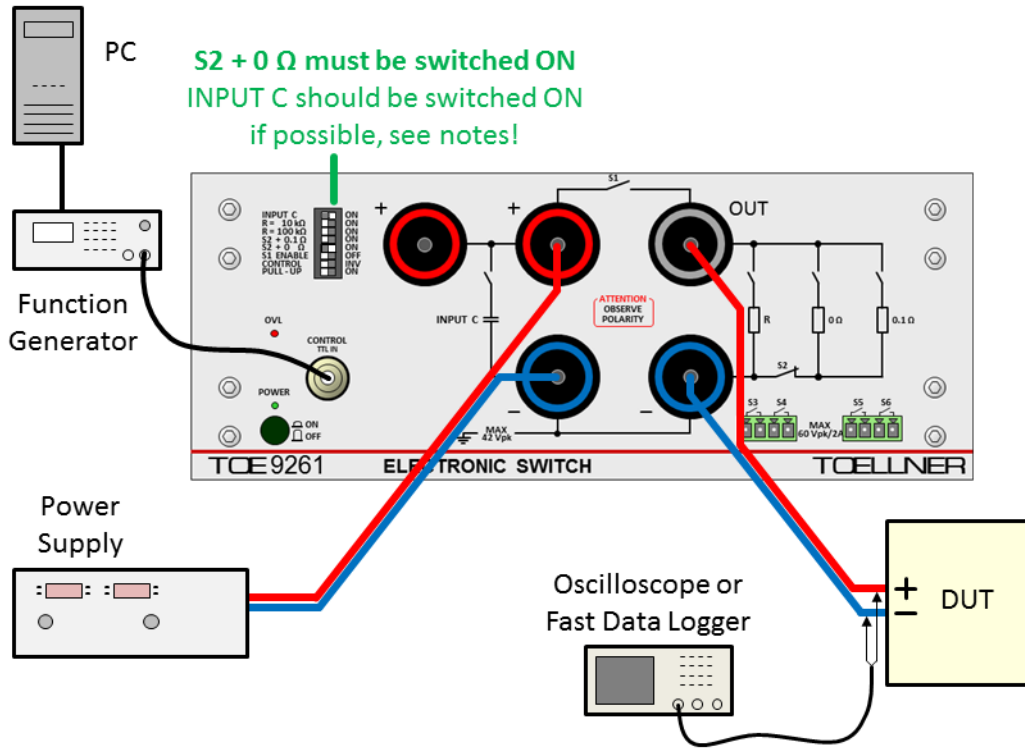 PC
S2 + 0 Ω must be switched ON
INPUT C should be switched ON
if possible, see notes!
Function
Generator
INPUT C ON
R = 10 kΩ ON
R = 100 kΩ ON
S2 + 0.1 Ω ON
S2 + 0 Ω ON
S1 ENABLE OFF
CONTROL INV
PULL - UP ON
+
+
S1
OUT
INPUT C
ATTENTION
OBSERVE
POLARITY
R
0 Ω
0.1 Ω
S2
OVL
CONTROL
TTL IN
POWER
ON
OFF
−
−
MAX
42 Vpk
S3 S4
MAX
60 Vpk/2A
S5 S6
TOE 9261
ELECTRONIC SWITCH
TOELLNER
Power
Supply
Oscilloscope or
Fast Data Logger
+
−
DUT